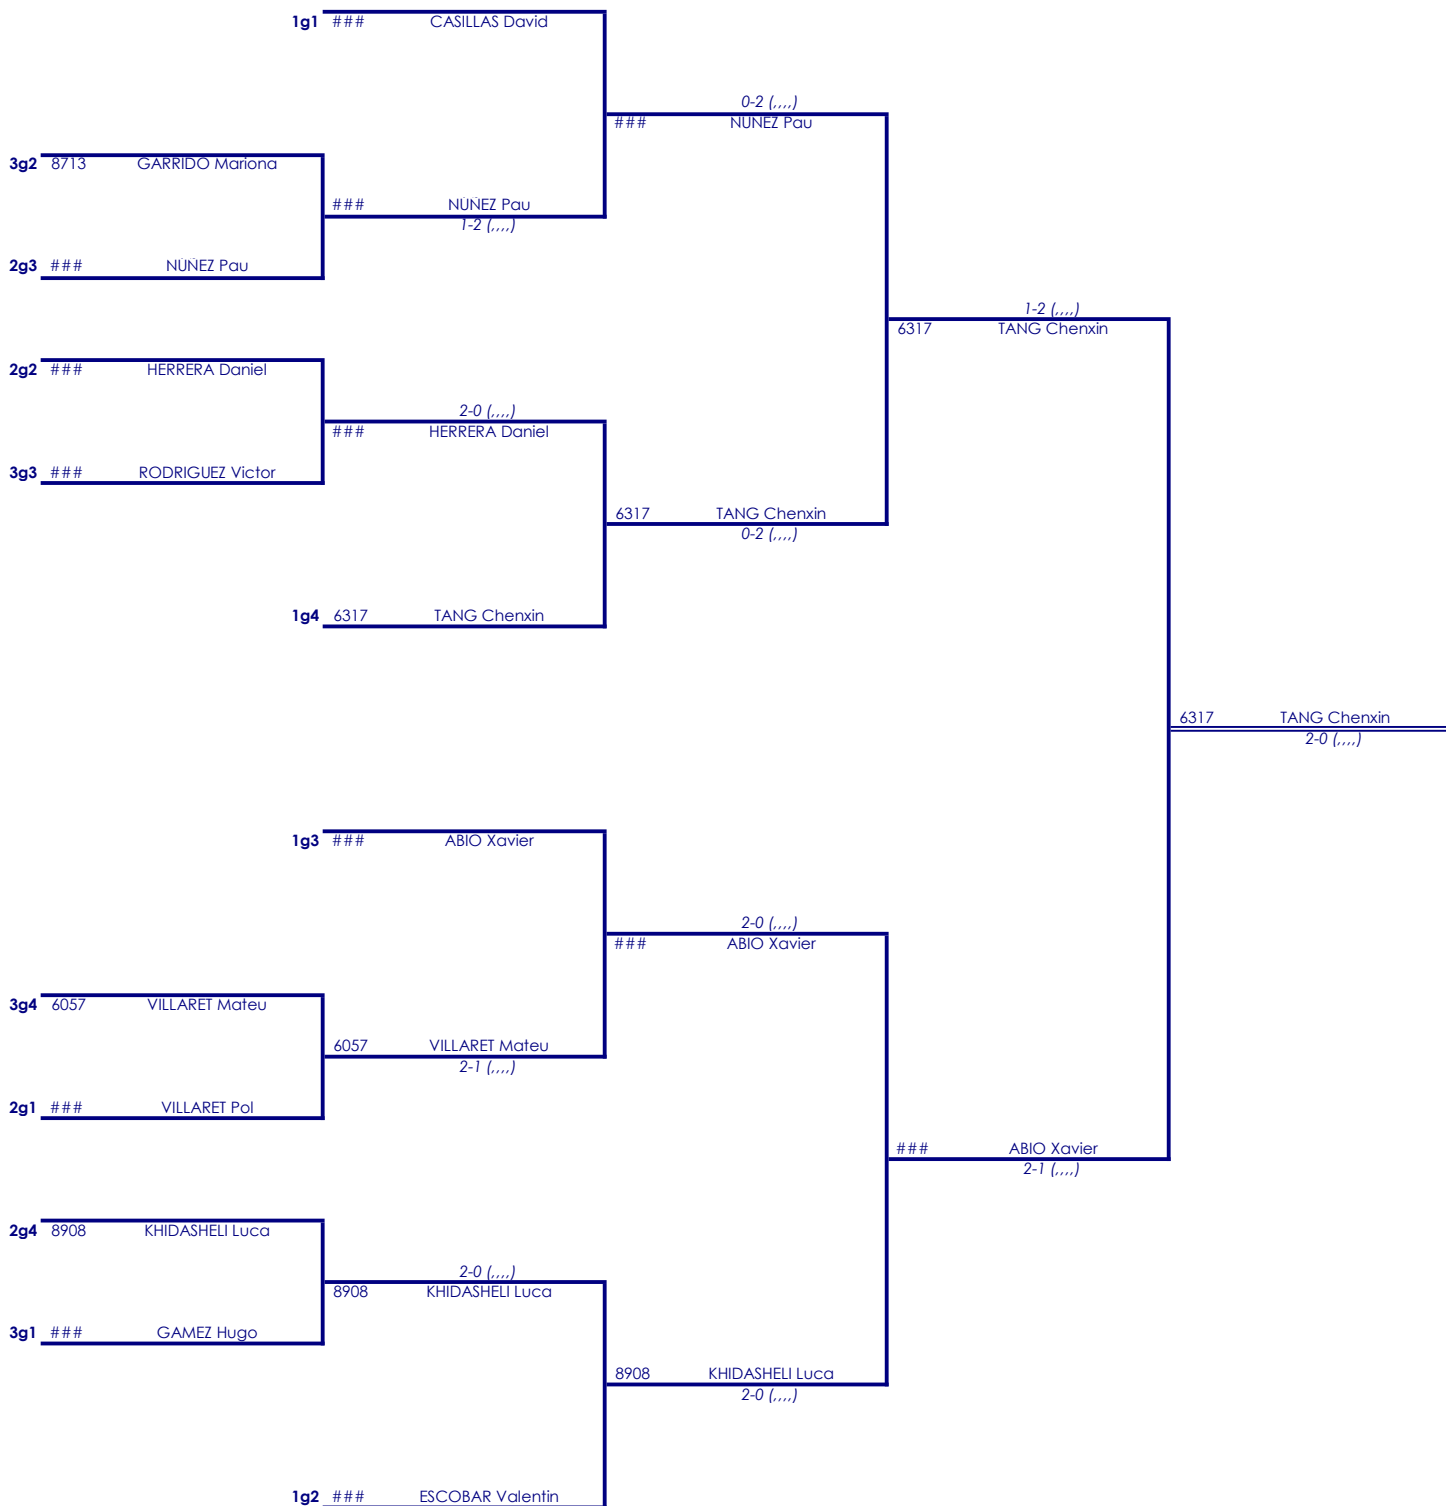 1g1 ### CASILLAS David
0-2 (,,,,)
### NÚÑEZ Pau
3g2 8713 GARRIDO Mariona
### NÚÑEZ Pau
1-2 (,,,,)
2g3 ### NÚÑEZ Pau
1-2 (,,,,)
6317 TANG Chenxin
2g2 ### HERRERA Daniel
2-0 (,,,,)
### HERRERA Daniel
3g3 ### RODRIGUEZ Victor
6317 TANG Chenxin
0-2 (,,,,)
1g4 6317 TANG Chenxin
6317 TANG Chenxin
2-0 (,,,,)
1g3 ### ABIO Xavier
2-0 (,,,,)
### ABIO Xavier
3g4 6057 VILLARET Mateu
6057 VILLARET Mateu
2-1 (,,,,)
2g1 ### VILLARET Pol
### ABIO Xavier
2-1 (,,,,)
2g4 8908 KHIDASHELI Luca
2-0 (,,,,)
8908 KHIDASHELI Luca
3g1 ### GAMEZ Hugo
8908 KHIDASHELI Luca
2-0 (,,,,)
1g2 ### ESCOBAR Valentin